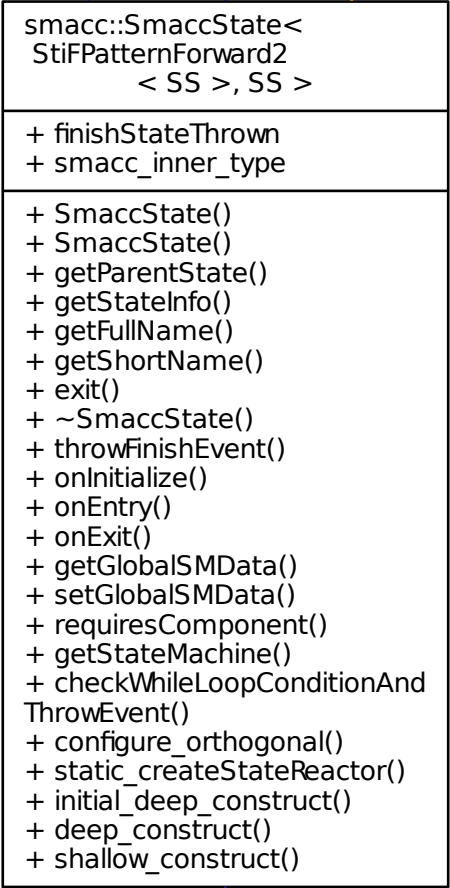 smacc::SmaccState<
StiFPatternForward2
< SS >, SS >
+ finishStateThrown
+ smacc_inner_type
+ SmaccState()
+ SmaccState()
+ getParentState()
+ getStateInfo()
+ getFullName()
+ getShortName()
+ exit()
+ ~SmaccState()
+ throwFinishEvent()
+ onInitialize()
+ onEntry()
+ onExit()
+ getGlobalSMData()
+ setGlobalSMData()
+ requiresComponent()
+ getStateMachine()
+ checkWhileLoopConditionAnd
ThrowEvent()
+ configure_orthogonal()
+ static_createStateReactor()
+ initial_deep_construct()
+ deep_construct()
+ shallow_construct()